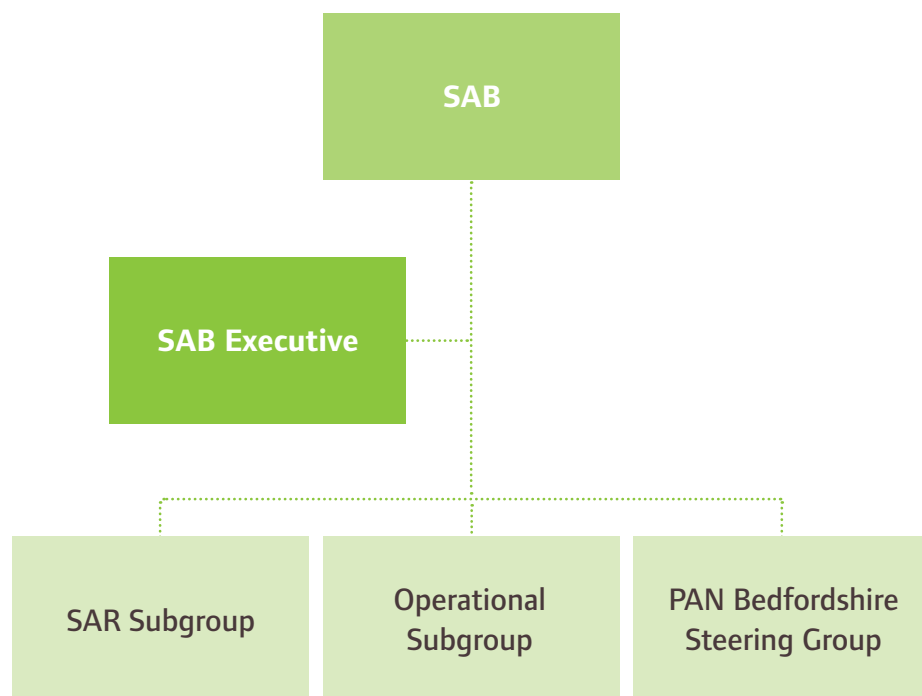 SAB
SAB Executive
SAR Subgroup
Operational
Subgroup
PAN Bedfordshire
Steering Group